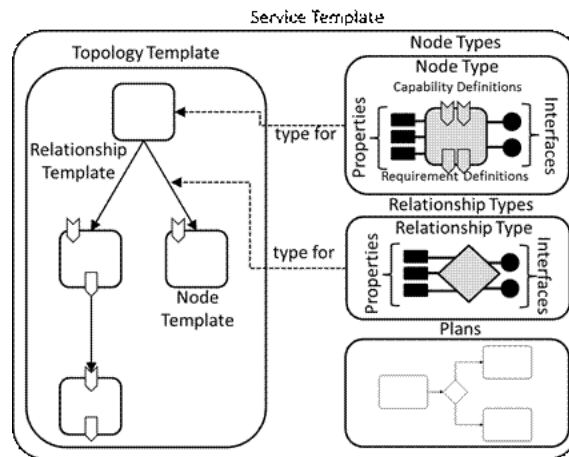 Service Template
Topology Template
Relationship
Template
Node
Template
type for
type for
Node Types
Node Type
Capability Definitions
Properties
Interfaces
Requirement Definitions
Relationship Types
Relationship Type
Properties
Interfaces
Plans